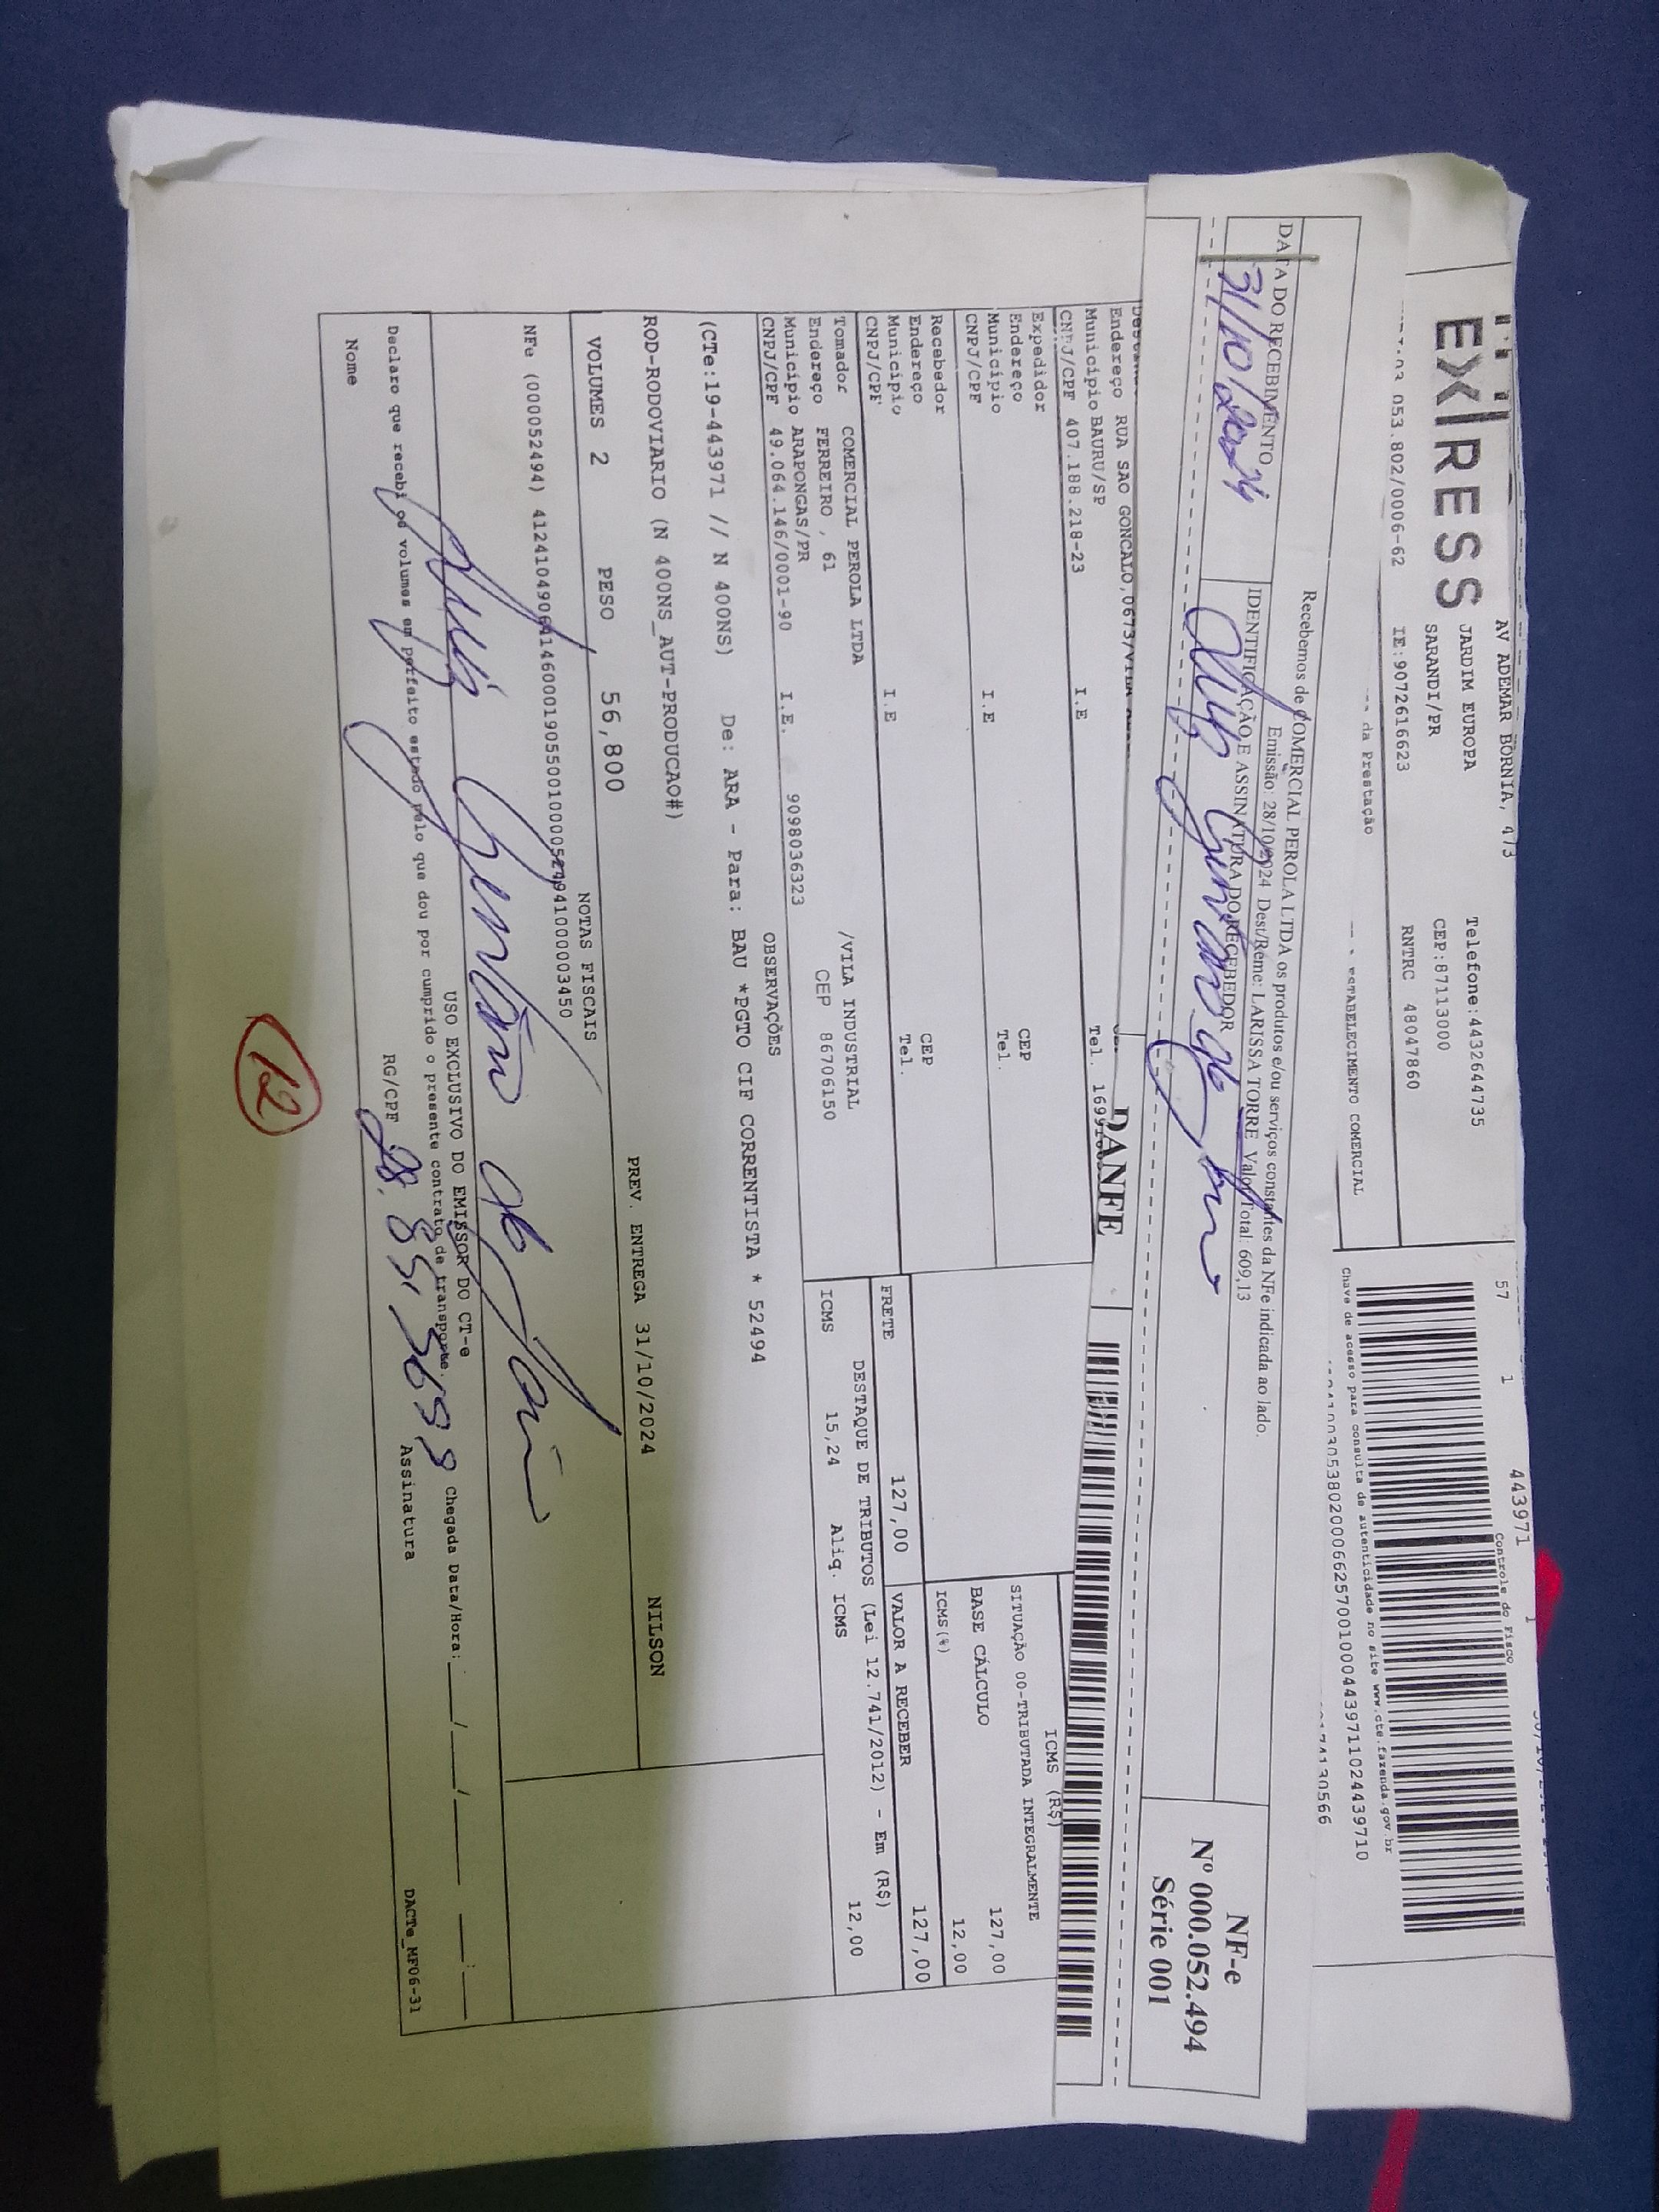 EXPRESS
AV ADEMAR BORNIA, 473
JARDIM EUROPA
SARANDI/PR
Telefone:4432644735
CEP:87113000
053.802/0006-62
IE:9072616623
RNTRC 48047860
57 1 443971 1
Controle do Fisco
Chave de acesso para consulta de autenticidade no site www.cte.fazenda.gov.br
da Prestação
ESTABELECIMENTO COMERCIAL
Recebemos de COMERCIAL PEROLA LTDA os produtos e/ou serviços constantes da NFe indicada ao lado.
Emissão: 28/10/2024 Dest/Reme: LARISSA TORRE Valor Total: 609,13
DATA DO RECEBIMENTO
IDENTIFICAÇÃO E ASSINATURA DO RECEBEDOR
31/10/2024
NF-e
Nº 000.052.494
Série 001
DANFE
Endereço RUA SAO GONCALO,0673/
Município BAURU/SP
CNPJ/CPF 407.188.218-23 I.E Tel.
Expedidor
Endereço
Município CEP
CNPJ/CPF I.E Tel.
Recebedor
Endereço
Município CEP
CNPJ/CPF I.E Tel.
Tomador COMERCIAL PEROLA LTDA
Endereço FERREIRO , 61 /VILA INDUSTRIAL
Município ARAPONGAS/PR CEP 86706150
CNPJ/CPF 49.064.146/0001-90 I.E. 9098036323
ICMS (R$)
SITUAÇÃO 00-TRIBUTADA INTEGRALMENTE
BASE CÁLCULO 127,00
ICMS(%) 12,00
FRETE 127,00
VALOR A RECEBER 127,00
DESTAQUE DE TRIBUTOS (Lei 12.741/2012) - Em (R$)
ICMS 15,24 Aliq. ICMS 12,00
OBSERVAÇÕES
(CTe:19-443971 // N 400NS) De: ARA - Para: BAU *PGTO CIF CORRENTISTA * 52494
ROD-RODOVIARIO (N 400NS_AUT-PRODUCAO#)
PREV. ENTREGA 31/10/2024 NILSON
VOLUMES 2 PESO 56,800
NOTAS FISCAIS
NFe (000052494)
USO EXCLUSIVO DO EMISSOR DO CT-e
Declaro que recebi os volumes em perfeito estado pelo que dou por cumprido o presente contrato de transporte. Chegada Data/Hora:
Nome RG/CPF Assinatura
DACTe_MF06-31
12